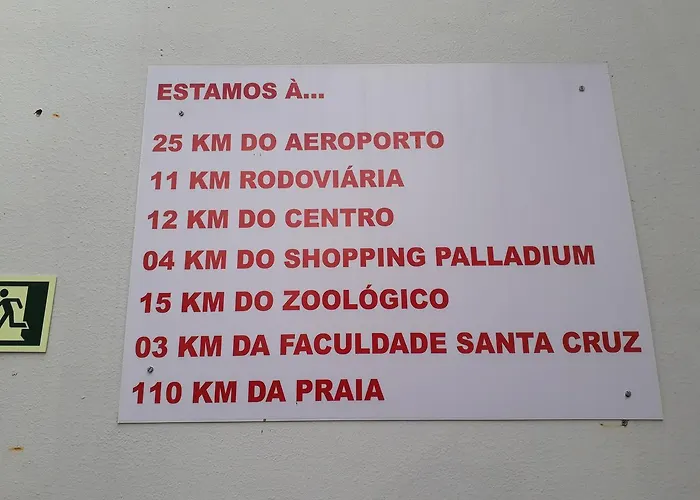 ESTAMOS À...
25 KM DO AEROPORTO
11 KM RODOVIÁRIA
12 KM DO CENTRO
04 KM DO SHOPPING PALLADIUM
15 KM DO ZOOLÓGICO
03 KM DA FACULDADE SANTA CRUZ
110 KM DA PRAIA